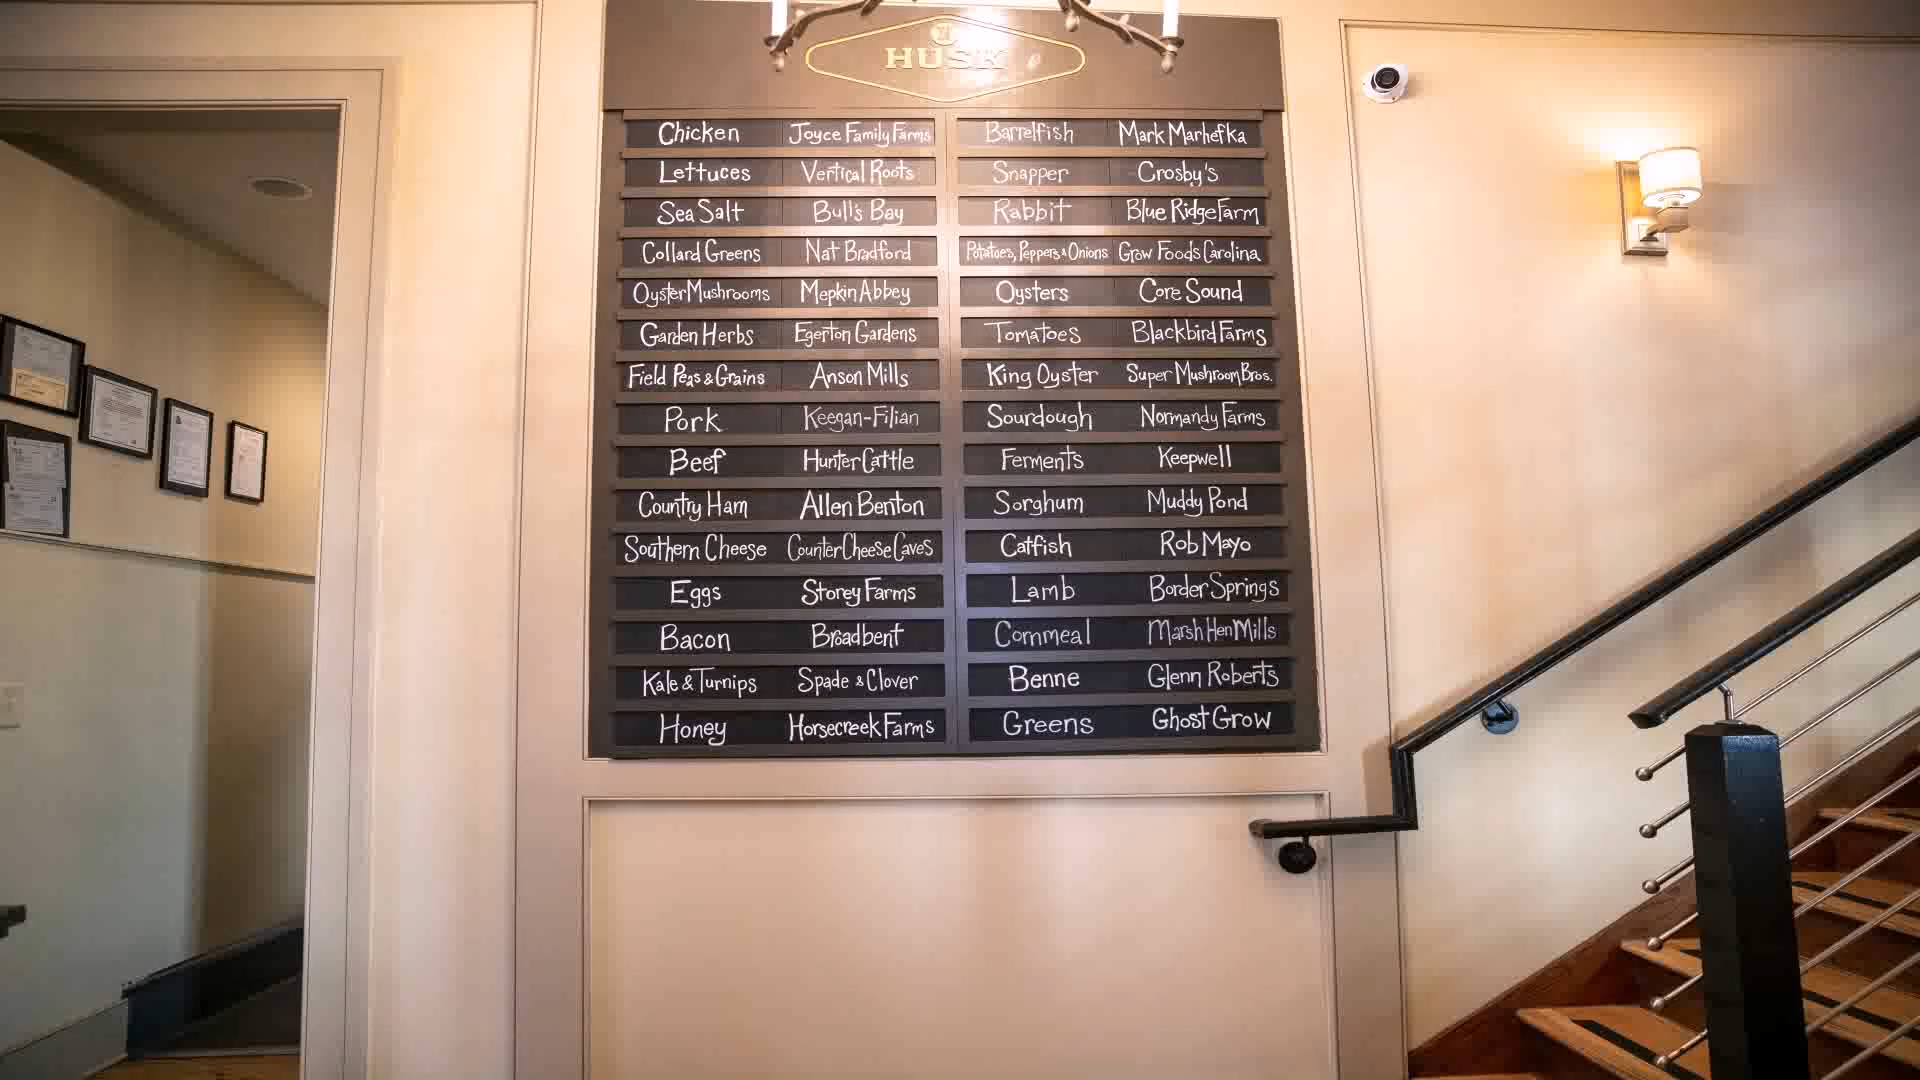 HUSK
Chicken Joyce Family Farms
Lettuces Vertical Roots
Sea Salt Bull's Bay
Collard Greens Nat Bradford
Oyster Mushrooms Mepkin Abbey
Garden Herbs Egerton Gardens
Field Peas & Grains Anson Mills
Pork Keegan-Filian
Beef Hunter Cattle
Country Ham Allen Benton
Southern Cheese Counter Cheese Caves
Eggs Storey Farms
Bacon Broadbent
Kale & Turnips Spade & Clover
Honey Horsecreek Farms
Barrelfish Mark Marhefka
Snapper Crosby's
Rabbit Blue Ridge Farm
Potatoes, Peppers & Onions Grow Foods Carolina
Oysters Core Sound
Tomatoes Blackbird Farms
King Oyster Super Mushroom Bros.
Sourdough Normandy Farms
Ferments Keepwell
Sorghum Muddy Pond
Catfish Rob Mayo
Lamb Border Springs
Cornmeal Marsh Hen Mills
Benne Glenn Roberts
Greens Ghost Grow